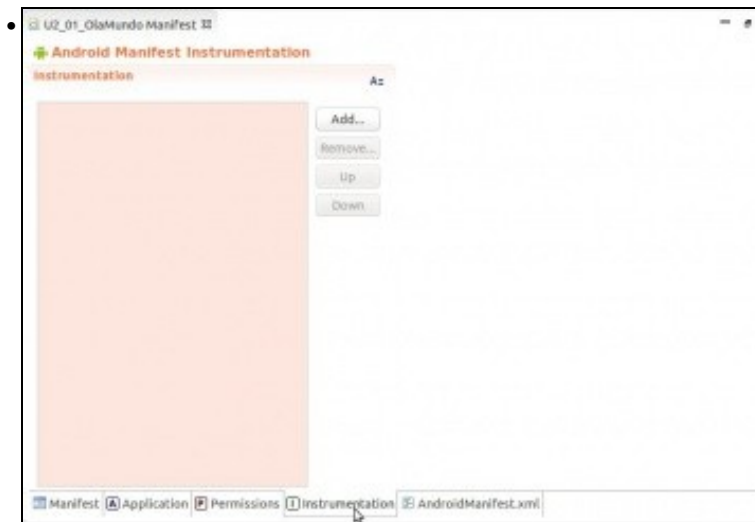 U2_01_OlaMundo Manifest
Android Manifest Instrumentation
Instrumentation
Az
Add...
Remove...
Up
Down
Manifest A Application P Permissions I Instrumentation AndroidManifest.xml